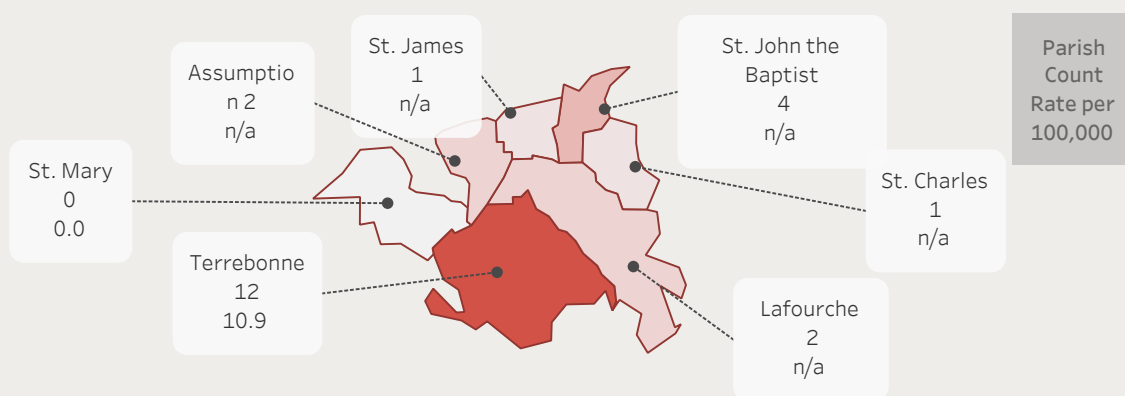 St. James
1
n/a
St. John the
Baptist
4
n/a
Parish
Count
Rate per
100,000
Assumptio
n 2
n/a
St. Mary
0
0.0
St. Charles
1
n/a
Terrebonne
12
10.9
Lafourche
2
n/a